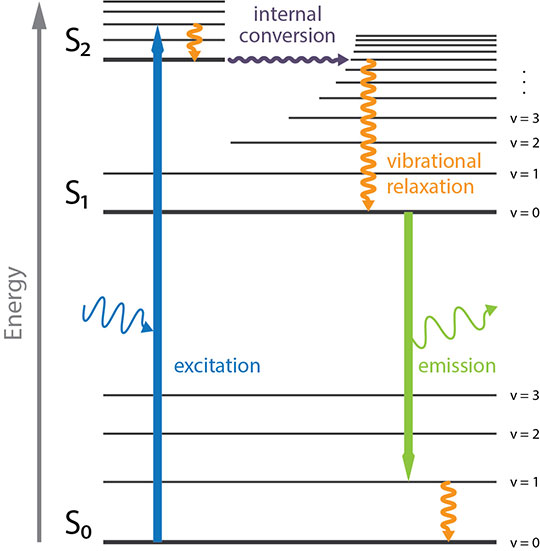 S2
internal
conversion
v = 3
v = 2
vibrational
relaxation
v = 1
S1
v = 0
Energy
excitation
emission
v = 3
v = 2
v = 1
S0
v = 0